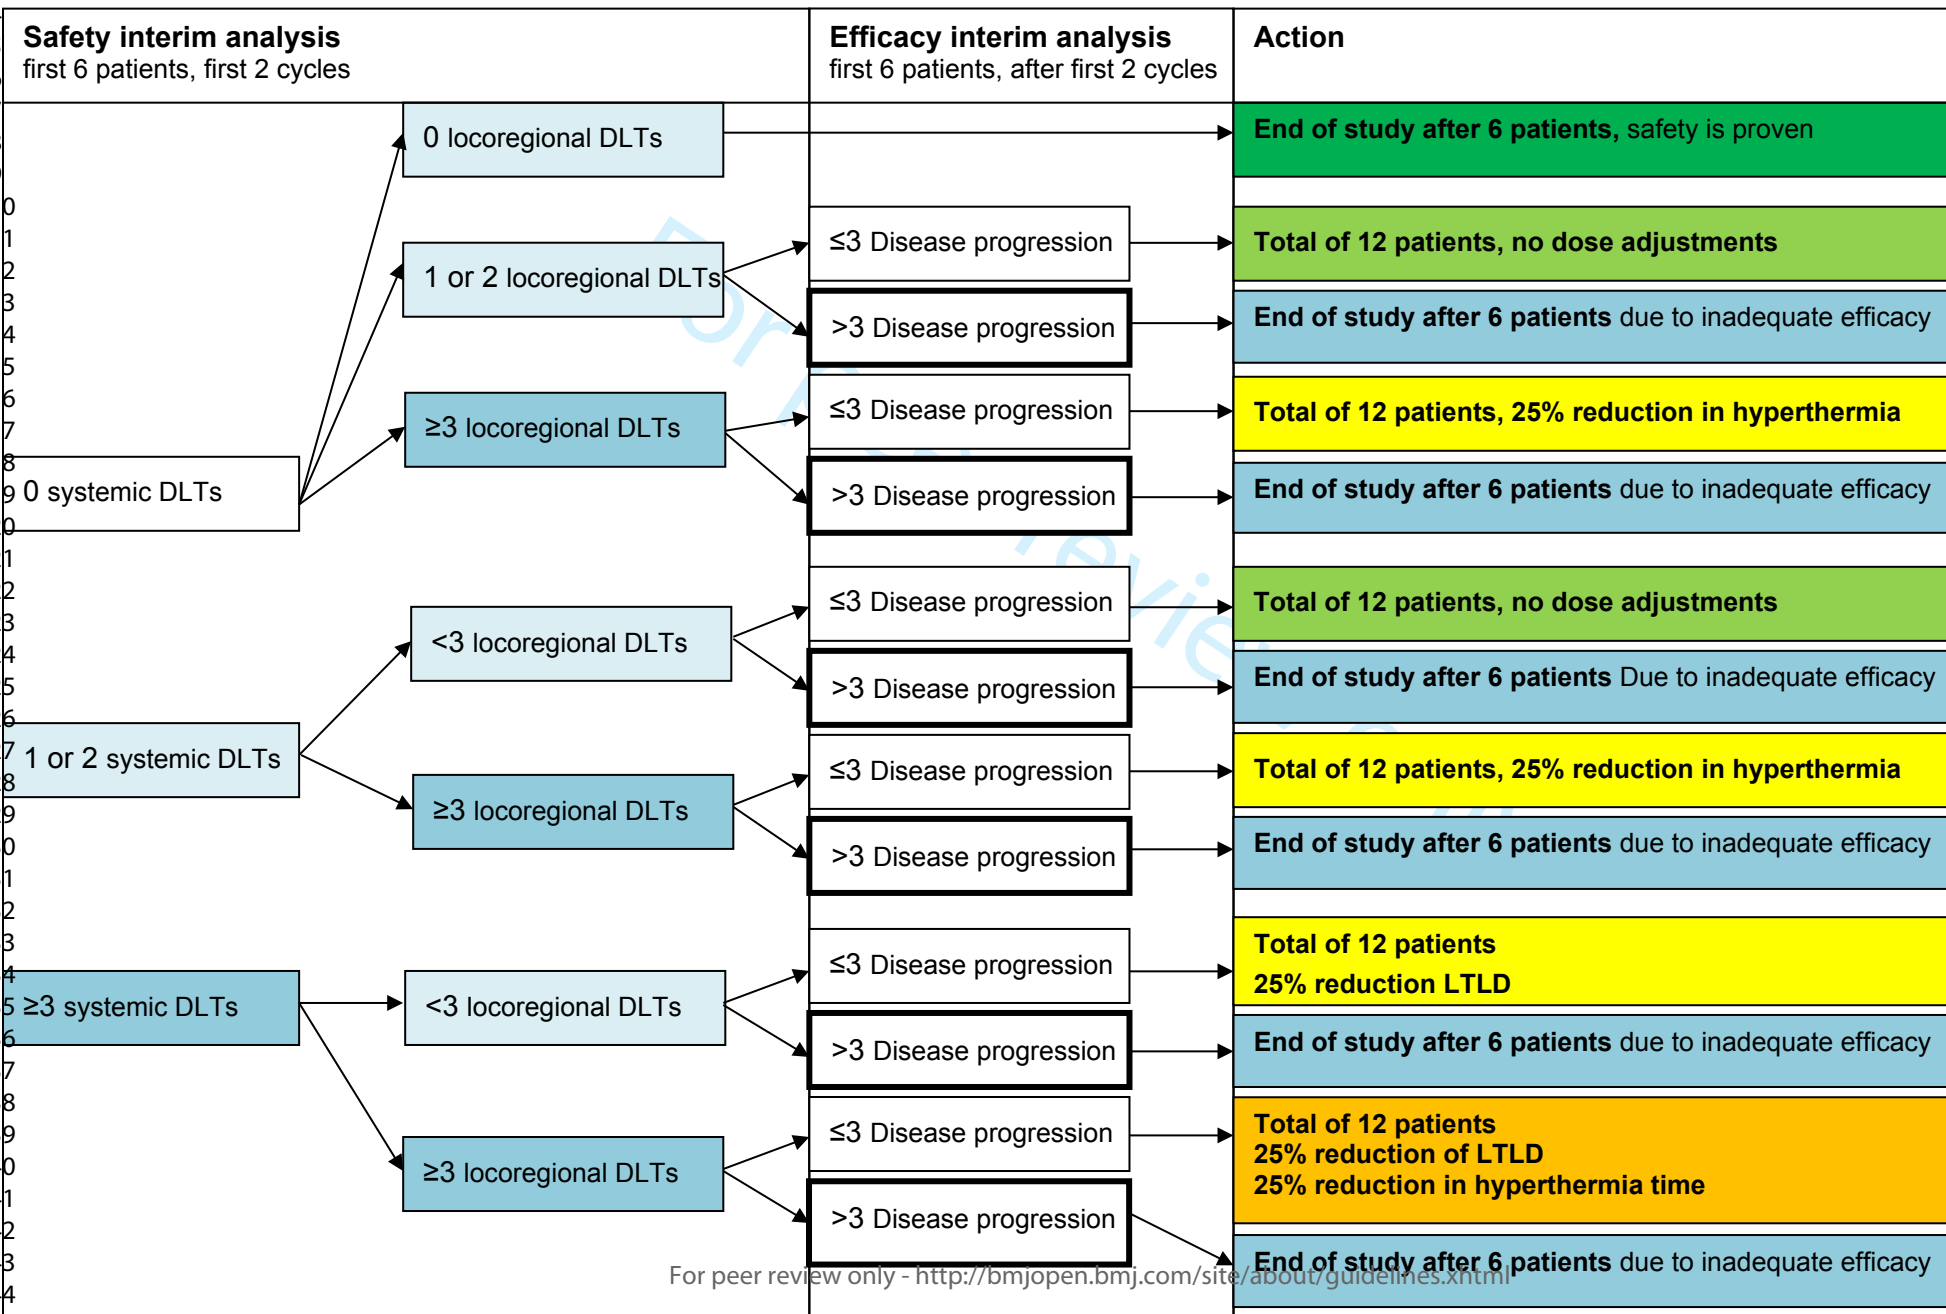 Safety interim analysis
first 6 patients, first 2 cycles
Efficacy interim analysis
first 6 patients, after first 2 cycles
Action
0 locoregional DLTs
End of study after 6 patients, safety is proven
1 or 2 locoregional DLTs
≤3 Disease progression
Total of 12 patients, no dose adjustments
>3 Disease progression
End of study after 6 patients due to inadequate efficacy
≥3 locoregional DLTs
≤3 Disease progression
Total of 12 patients, 25% reduction in hyperthermia
0 systemic DLTs
>3 Disease progression
End of study after 6 patients due to inadequate efficacy
<3 locoregional DLTs
≤3 Disease progression
Total of 12 patients, no dose adjustments
>3 Disease progression
End of study after 6 patients Due to inadequate efficacy
1 or 2 systemic DLTs
≥3 locoregional DLTs
≤3 Disease progression
Total of 12 patients, 25% reduction in hyperthermia
>3 Disease progression
End of study after 6 patients due to inadequate efficacy
≥3 systemic DLTs
<3 locoregional DLTs
≤3 Disease progression
Total of 12 patients
25% reduction LTLD
>3 Disease progression
End of study after 6 patients due to inadequate efficacy
≥3 locoregional DLTs
≤3 Disease progression
Total of 12 patients
25% reduction of LTLD
25% reduction in hyperthermia time
>3 Disease progression
End of study after 6 patients due to inadequate efficacy
For peer review only - http://bmjopen.bmj.com/site/about/guidelines.xhtml